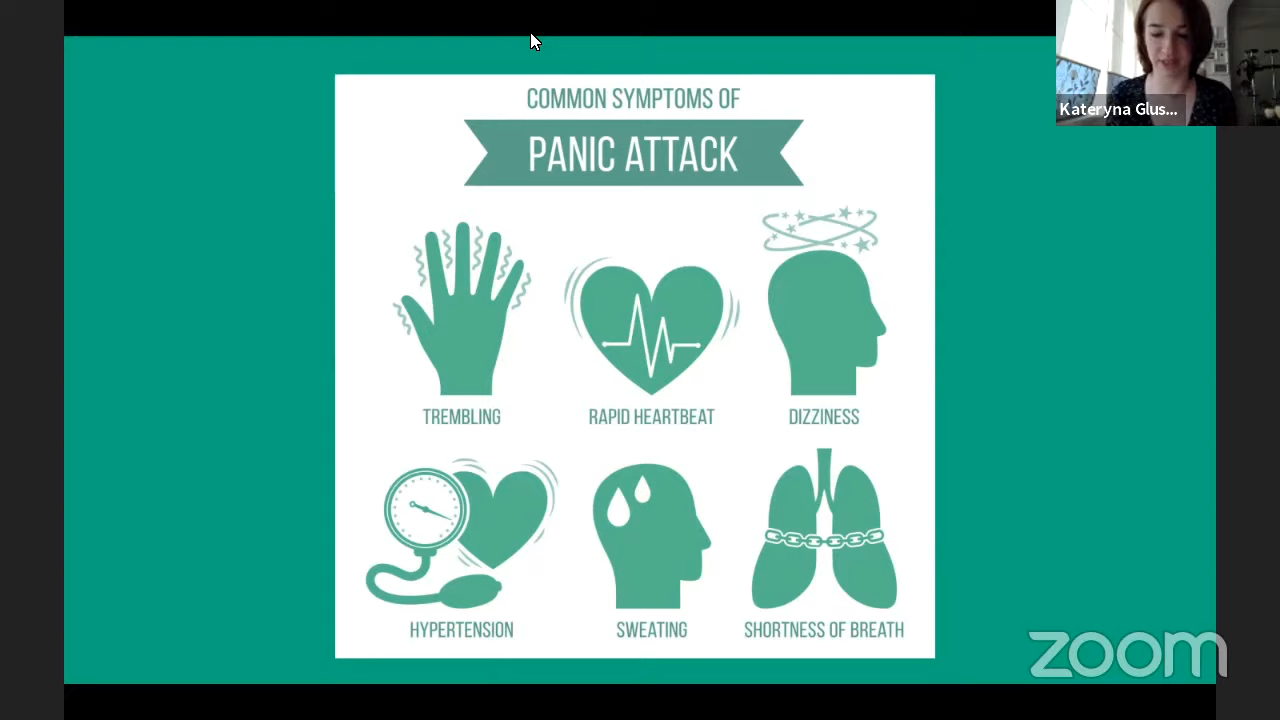 COMMON SYMPTOMS OF
PANIC ATTACK
TREMBLING
RAPID HEARTBEAT
DIZZINESS
HYPERTENSION
SWEATING
SHORTNESS OF BREATH
Kateryna Glus...
zoom